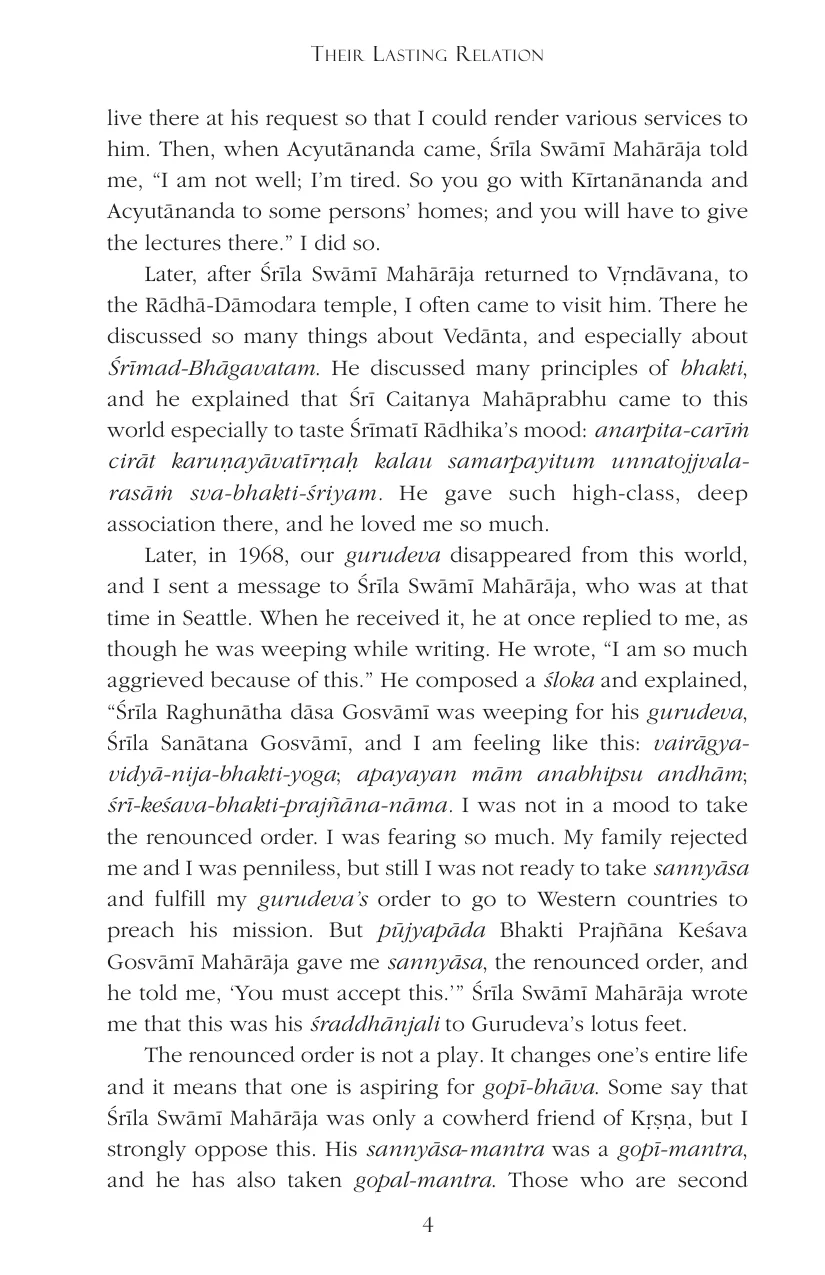 Their Lasting Relation
live there at his request so that I could render various services to
him. Then, when Acyutānanda came, Śrīla Swāmī Mahārāja told
me, “I am not well; I’m tired. So you go with Kīrtanānanda and
Acyutānanda to some persons’ homes; and you will have to give
the lectures there.” I did so.
Later, after Śrīla Swāmī Mahārāja returned to Vṛndāvana, to
the Rādhā-Dāmodara temple, I often came to visit him. There he
discussed so many things about Vedānta, and especially about
Śrīmad-Bhāgavatam. He discussed many principles of bhakti,
and he explained that Śrī Caitanya Mahāprabhu came to this
world especially to taste Śrīmatī Rādhika’s mood: anarpita-carīṁ
cirāt karuṇayāvatīrṇaḥ kalau samarpayitum unnatojjvala-
rasāṁ sva-bhakti-śriyam. He gave such high-class, deep
association there, and he loved me so much.
Later, in 1968, our gurudeva disappeared from this world,
and I sent a message to Śrīla Swāmī Mahārāja, who was at that
time in Seattle. When he received it, he at once replied to me, as
though he was weeping while writing. He wrote, “I am so much
aggrieved because of this.” He composed a śloka and explained,
“Śrīla Raghunātha dāsa Gosvāmī was weeping for his gurudeva,
Śrīla Sanātana Gosvāmī, and I am feeling like this: vairāgya-
vidyā-nija-bhakti-yoga; apayayan mām anabhipsu andhām;
śrī-keśava-bhakti-prajñāna-nāma. I was not in a mood to take
the renounced order. I was fearing so much. My family rejected
me and I was penniless, but still I was not ready to take sannyāsa
and fulfill my gurudeva’s order to go to Western countries to
preach his mission. But pūjyapāda Bhakti Prajñāna Keśava
Gosvāmī Mahārāja gave me sannyāsa, the renounced order, and
he told me, ‘You must accept this.’” Śrīla Swāmī Mahārāja wrote
me that this was his śraddhānjali to Gurudeva’s lotus feet.
The renounced order is not a play. It changes one’s entire life
and it means that one is aspiring for gopī-bhāva. Some say that
Śrīla Swāmī Mahārāja was only a cowherd friend of Kṛṣṇa, but I
strongly oppose this. His sannyāsa-mantra was a gopī-mantra,
and he has also taken gopal-mantra. Those who are second
4